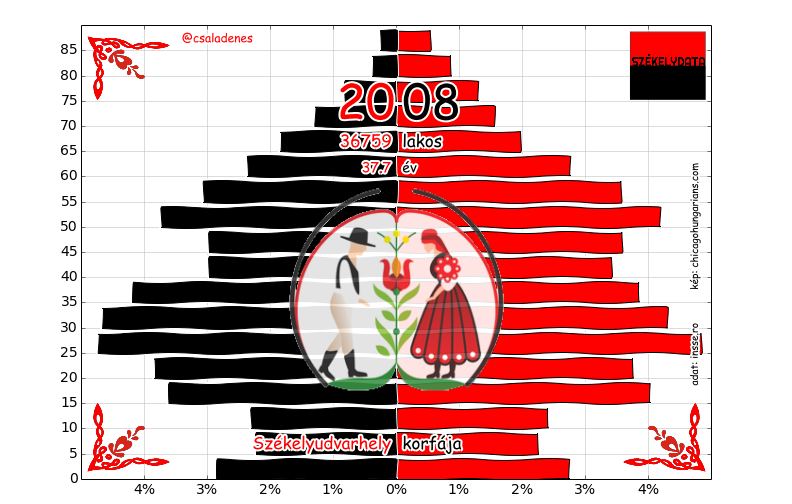 @csaladenes
SZÉKELYDATA
2008
36759 lakos
37.7 év
kép: chicagohungarians.com
adat: insse.ro
Székelyudvarhely korfája
85
80
75
70
65
60
55
50
45
40
35
30
25
20
15
10
5
0
4% 3% 2% 1% 0% 1% 2% 3% 4%